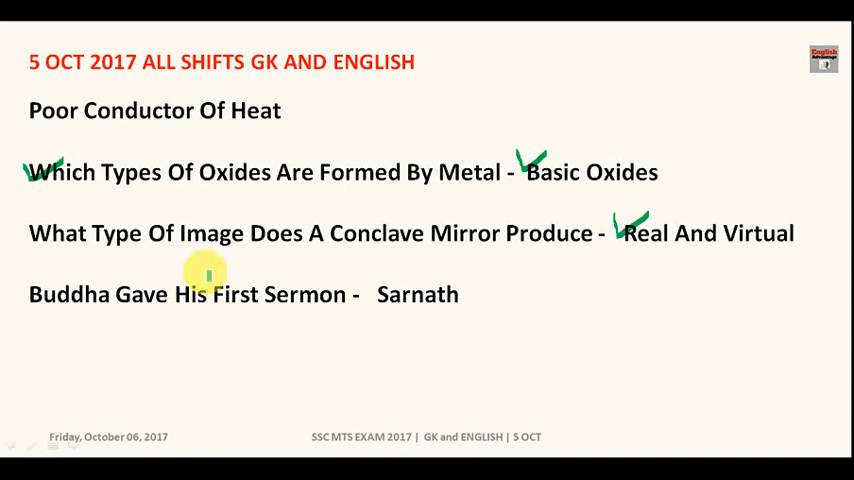 5 OCT 2017 ALL SHIFTS GK AND ENGLISH
English
Advantage
Poor Conductor Of Heat
Which Types Of Oxides Are Formed By Metal - Basic Oxides
What Type Of Image Does A Conclave Mirror Produce - Real And Virtual
Buddha Gave His First Sermon - Sarnath
Friday, October 06, 2017
SSC MTS EXAM 2017 | GK and ENGLISH | 5 OCT